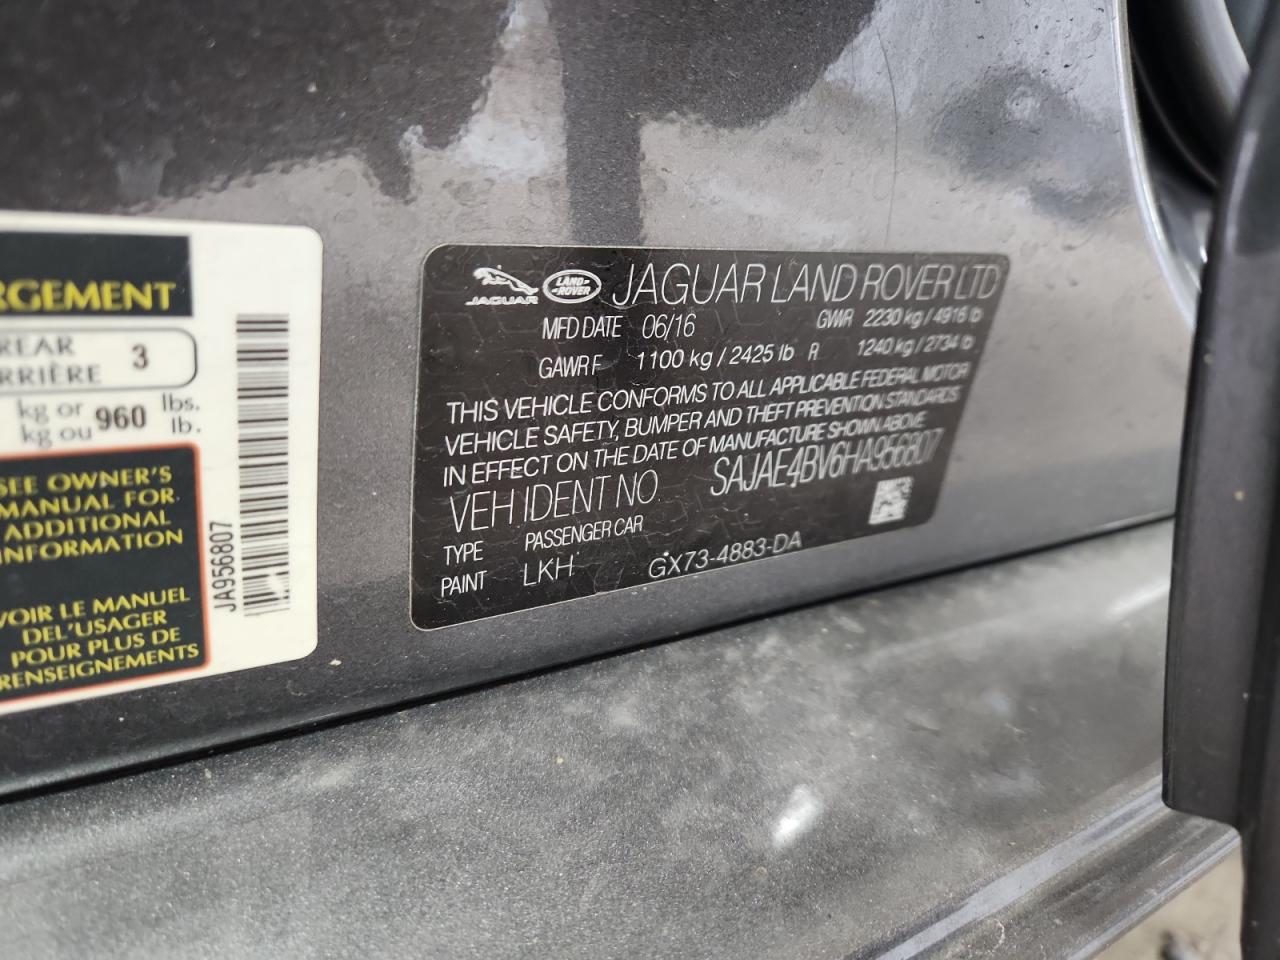 RGEMENT
REAR 3
RRIÈRE
kg or 960 lbs.
kg ou lb.
SEE OWNER'S
MANUAL FOR
ADDITIONAL
INFORMATION
VOIR LE MANUEL
DEL'USAGER
POUR PLUS DE
RENSEIGNEMENTS
JA956807
JAGUAR LAND ROVER JAGUAR LAND ROVER LTD
MFD DATE 06/16 GVWR 2230 kg / 4916 lb
GAWR F 1100 kg / 2425 lb R 1240 kg / 2734 lb
THIS VEHICLE CONFORMS TO ALL APPLICABLE FEDERAL MOTOR
VEHICLE SAFETY, BUMPER AND THEFT PREVENTION STANDARDS
IN EFFECT ON THE DATE OF MANUFACTURE SHOWN ABOVE
VEH IDENT NO. SAJAE4BV6HA956807
TYPE PASSENGER CAR
PAINT LKH GX73-4883-DA